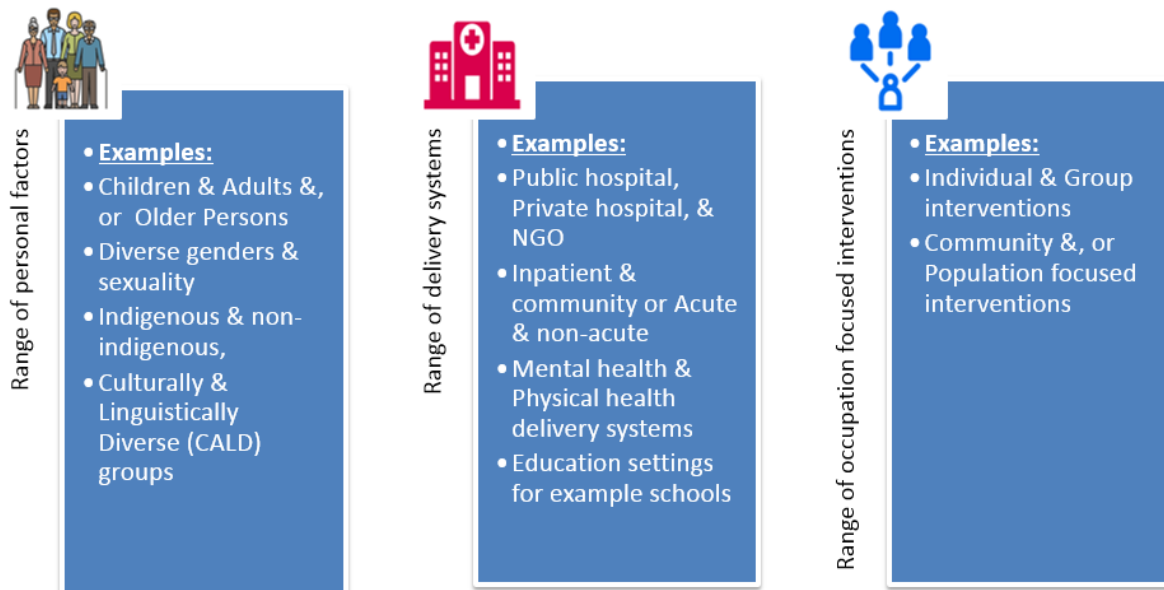 Range of personal factors
• Examples:
• Children & Adults &,
or  Older Persons
• Diverse genders &
sexuality
• Indigenous & non-
indigenous,
• Culturally &
Linguistically
Diverse (CALD)
groups
Range of delivery systems
• Examples:
• Public hospital,
Private hospital, &
NGO
• Inpatient &
community or Acute
& non-acute
• Mental health &
Physical health
delivery systems
• Education settings
for example schools
Range of occupation focused interventions
• Examples:
• Individual & Group
interventions
• Community &, or
Population focused
interventions